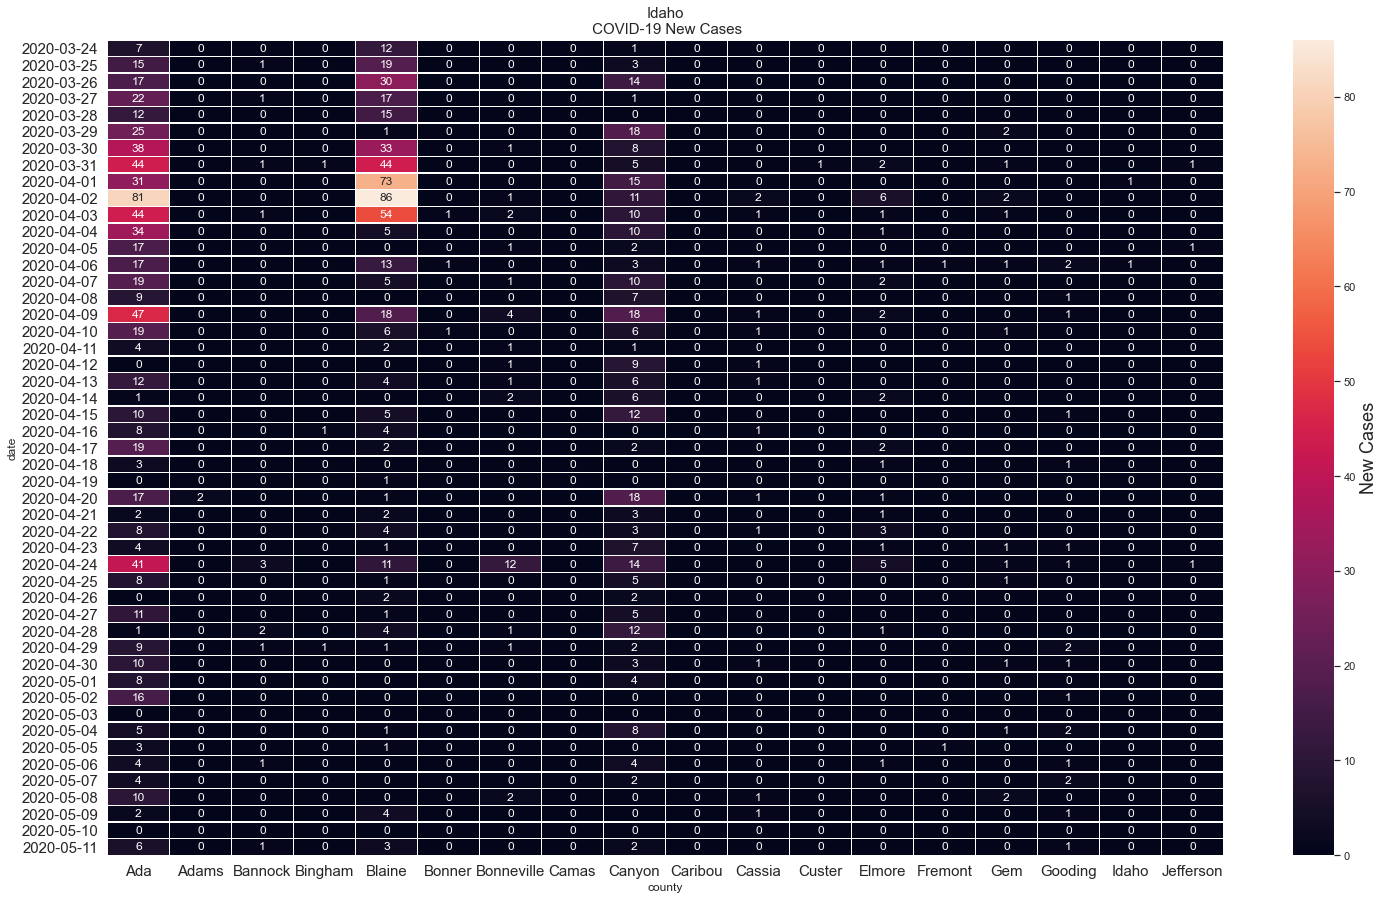 Idaho
COVID-19 New Cases
2020-03-24 7 0 0 0 12 0 0 0 1 0 0 0 0 0 0 0 0 0
2020-03-25 15 0 1 0 19 0 0 0 3 0 0 0 0 0 0 0 0 0
2020-03-26 17 0 0 0 30 0 0 0 14 0 0 0 0 0 0 0 0 0
2020-03-27 22 0 1 0 17 0 0 0 1 0 0 0 0 0 0 0 0 0
2020-03-28 12 0 0 0 15 0 0 0 0 0 0 0 0 0 0 0 0 0
2020-03-29 25 0 0 0 1 0 0 0 18 0 0 0 0 0 2 0 0 0
2020-03-30 38 0 0 0 33 0 1 0 8 0 0 0 0 0 0 0 0 0
2020-03-31 44 0 1 1 44 0 0 0 5 0 0 1 2 0 1 0 0 1
2020-04-01 31 0 0 0 73 0 0 0 15 0 0 0 0 0 0 0 1 0
2020-04-02 81 0 0 0 86 0 1 0 11 0 2 0 6 0 2 0 0 0
2020-04-03 44 0 1 0 54 1 2 0 10 0 1 0 1 0 1 0 0 0
2020-04-04 34 0 0 0 5 0 0 0 10 0 0 0 1 0 0 0 0 0
2020-04-05 17 0 0 0 0 0 1 0 2 0 0 0 0 0 0 0 0 1
2020-04-06 17 0 0 0 13 1 0 0 3 0 1 0 1 1 1 2 1 0
2020-04-07 19 0 0 0 5 0 1 0 10 0 0 0 2 0 0 0 0 0
2020-04-08 9 0 0 0 0 0 0 0 7 0 0 0 0 0 0 1 0 0
2020-04-09 47 0 0 0 18 0 4 0 18 0 1 0 2 0 0 1 0 0
2020-04-10 19 0 0 0 6 1 0 0 6 0 1 0 0 0 1 0 0 0
2020-04-11 4 0 0 0 2 0 1 0 1 0 0 0 0 0 0 0 0 0
2020-04-12 0 0 0 0 0 0 1 0 9 0 1 0 0 0 0 0 0 0
2020-04-13 12 0 0 0 4 0 1 0 6 0 1 0 0 0 0 0 0 0
2020-04-14 1 0 0 0 0 0 2 0 6 0 0 0 2 0 0 0 0 0
2020-04-15 10 0 0 0 5 0 0 0 12 0 0 0 0 0 0 1 0 0
2020-04-16 8 0 0 1 4 0 0 0 0 0 1 0 0 0 0 0 0 0
2020-04-17 19 0 0 0 2 0 0 0 2 0 0 0 2 0 0 0 0 0
2020-04-18 3 0 0 0 0 0 0 0 0 0 0 0 1 0 0 1 0 0
2020-04-19 0 0 0 0 1 0 0 0 0 0 0 0 0 0 0 0 0 0
2020-04-20 17 2 0 0 1 0 0 0 18 0 1 0 1 0 0 0 0 0
2020-04-21 2 0 0 0 2 0 0 0 3 0 0 0 1 0 0 0 0 0
2020-04-22 8 0 0 0 4 0 0 0 3 0 1 0 3 0 0 0 0 0
2020-04-23 4 0 0 0 1 0 0 0 7 0 0 0 1 0 1 1 0 0
2020-04-24 41 0 3 0 11 0 12 0 14 0 0 0 5 0 1 1 0 1
2020-04-25 8 0 0 0 1 0 0 0 5 0 0 0 0 0 1 0 0 0
2020-04-26 0 0 0 0 2 0 0 0 2 0 0 0 0 0 0 0 0 0
2020-04-27 11 0 0 0 1 0 0 0 5 0 0 0 0 0 0 0 0 0
2020-04-28 1 0 2 0 4 0 1 0 12 0 0 0 1 0 0 0 0 0
2020-04-29 9 0 1 1 1 0 1 0 2 0 0 0 0 0 0 2 0 0
2020-04-30 10 0 0 0 0 0 0 0 3 0 1 0 0 0 1 1 0 0
2020-05-01 8 0 0 0 0 0 0 0 4 0 0 0 0 0 0 0 0 0
2020-05-02 16 0 0 0 0 0 0 0 0 0 0 0 0 0 0 1 0 0
2020-05-03 0 0 0 0 0 0 0 0 0 0 0 0 0 0 0 0 0 0
2020-05-04 5 0 0 0 1 0 0 0 8 0 0 0 0 0 1 2 0 0
2020-05-05 3 0 0 0 1 0 0 0 0 0 0 0 0 1 0 0 0 0
2020-05-06 4 0 1 0 0 0 0 0 4 0 0 0 1 0 0 1 0 0
2020-05-07 4 0 0 0 0 0 0 0 2 0 0 0 0 0 0 2 0 0
2020-05-08 10 0 0 0 0 0 2 0 0 0 1 0 0 0 2 0 0 0
2020-05-09 2 0 0 0 4 0 0 0 0 0 1 0 0 0 0 1 0 0
2020-05-10 0 0 0 0 0 0 0 0 0 0 0 0 0 0 0 0 0 0
2020-05-11 6 0 1 0 3 0 0 0 2 0 0 0 0 0 0 1 0 0
Ada Adams Bannock Bingham Blaine Bonner Bonneville Camas Canyon Caribou Cassia Custer Elmore Fremont Gem Gooding Idaho Jefferson
county
date
80
70
60
50
40
30
20
10
0
New Cases